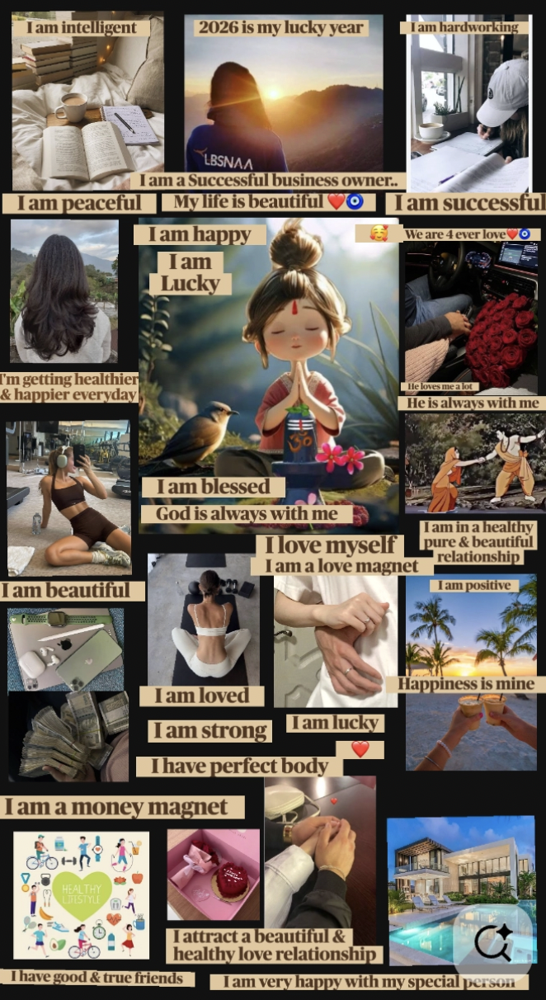 I am intelligent
2026 is my lucky year
I am hardworking
LBSNAA
I am a Successful business owner..
I am peaceful
My life is beautiful ❤️🧿
I am successful
I am happy
🥰
We are 4 ever love❤️🧿
I am
Lucky
He loves me a lot
I'm getting healthier
& happier everyday
He is always with me
ॐ
I am blessed
God is always with me
I am in a healthy
pure & beautiful
relationship
I love myself
I am a love magnet
I am beautiful
I am positive
Happiness is mine
I am loved
I am strong
I am lucky
❤️
I have perfect body
I am a money magnet
HEALTHY
LIFESTYLE
I attract a beautiful &
healthy love relationship
I have good & true friends
I am very happy with my special person